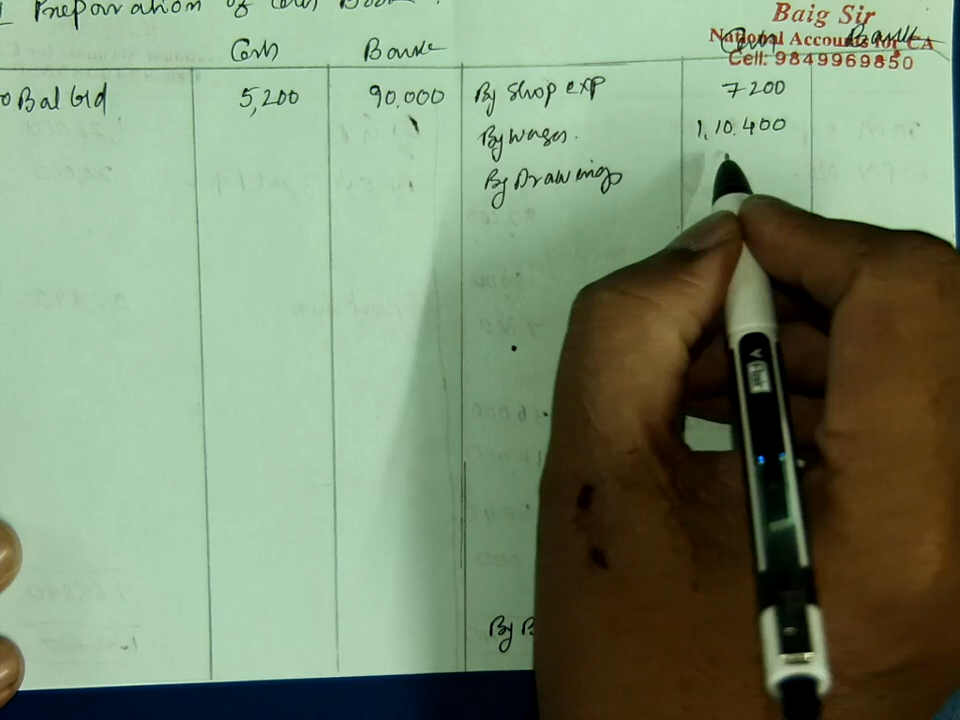 Preparation of Cash Book.
Baig Sir
National Accounts for CA
Cell: 9849969850
Cash Bank Cash Bank
To Bal b/d 5,200 90.000 By Shop exp 7200
By wages. 1,10.400
By Drawings
By B